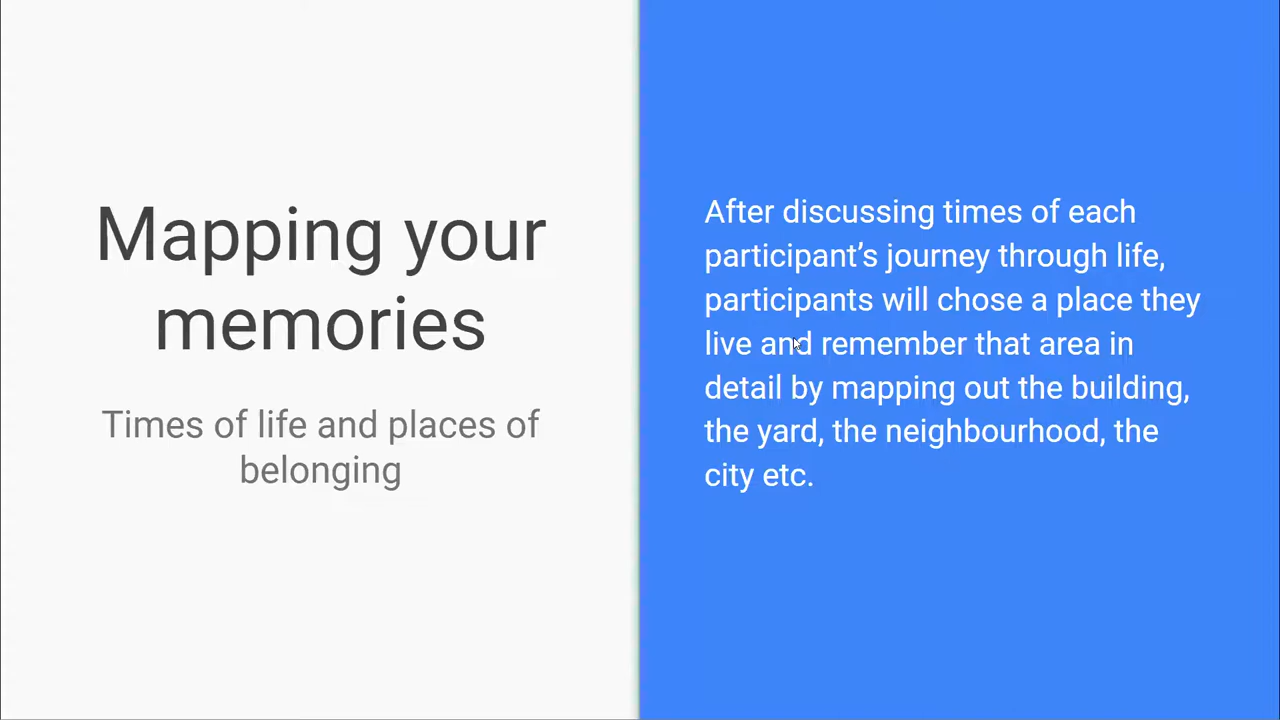 Mapping your
memories
Times of life and places of
belonging
After discussing times of each
participant’s journey through life,
participants will chose a place they
live and remember that area in
detail by mapping out the building,
the yard, the neighbourhood, the
city etc.